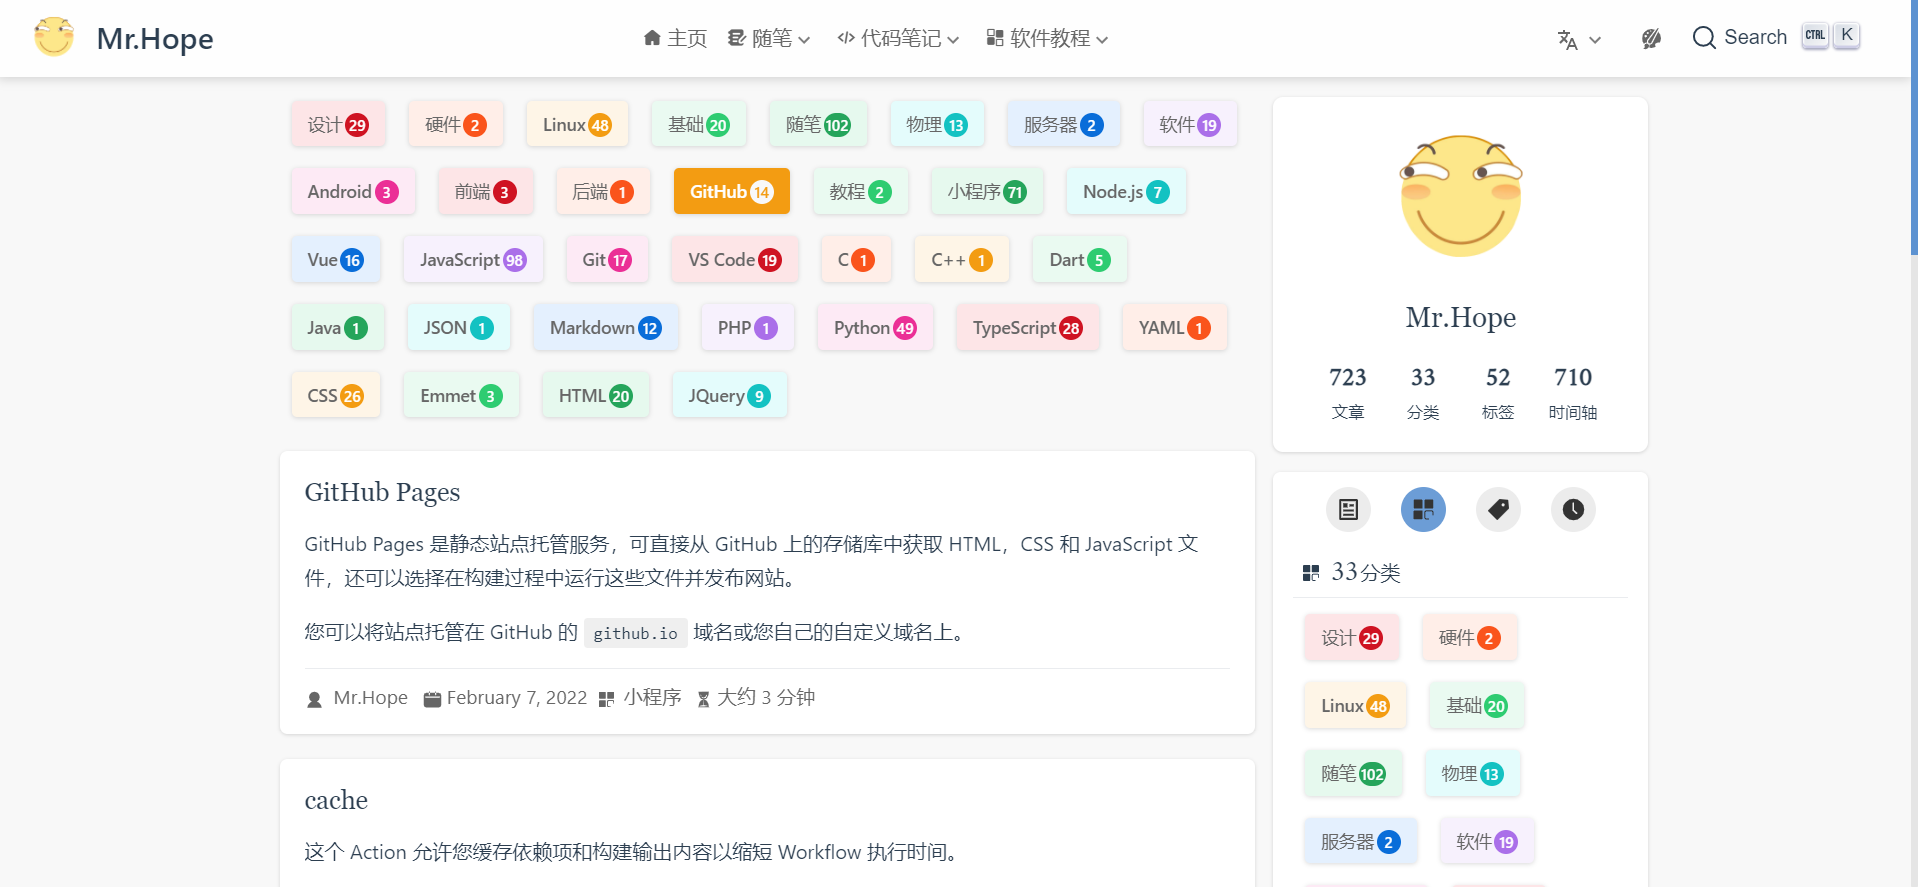 Mr.Hope 主页 随笔 代码笔记 软件教程 Search CTRL K
设计 29 硬件 2 Linux 48 基础 20 随笔 102 物理 13 服务器 2 软件 19
Android 3 前端 3 后端 1 GitHub 14 教程 2 小程序 71 Node.js 7
Vue 16 JavaScript 98 Git 17 VS Code 19 C 1 C++ 1 Dart 5
Java 1 JSON 1 Markdown 12 PHP 1 Python 49 TypeScript 28 YAML 1
CSS 26 Emmet 3 HTML 20 JQuery 9
GitHub Pages
GitHub Pages 是静态站点托管服务，可直接从 GitHub 上的存储库中获取 HTML，CSS 和 JavaScript 文
件，还可以选择在构建过程中运行这些文件并发布网站。
您可以将站点托管在 GitHub 的 github.io 域名或您自己的自定义域名上。
Mr.Hope February 7, 2022 小程序 大约 3 分钟
cache
这个 Action 允许您缓存依赖项和构建输出内容以缩短 Workflow 执行时间。
Mr.Hope
723 33 52 710
文章 分类 标签 时间轴
33分类
设计 29 硬件 2
Linux 48 基础 20
随笔 102 物理 13
服务器 2 软件 19